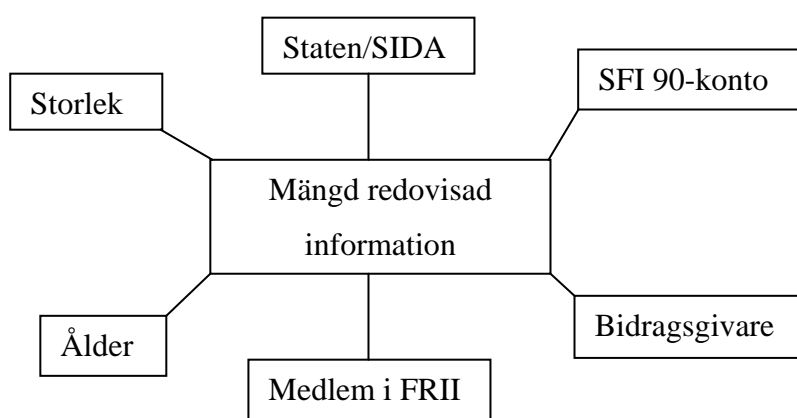 Staten/SIDA
SFI 90-konto
Storlek
Mängd redovisad
information
Ålder
Bidragsgivare
Medlem i FRII